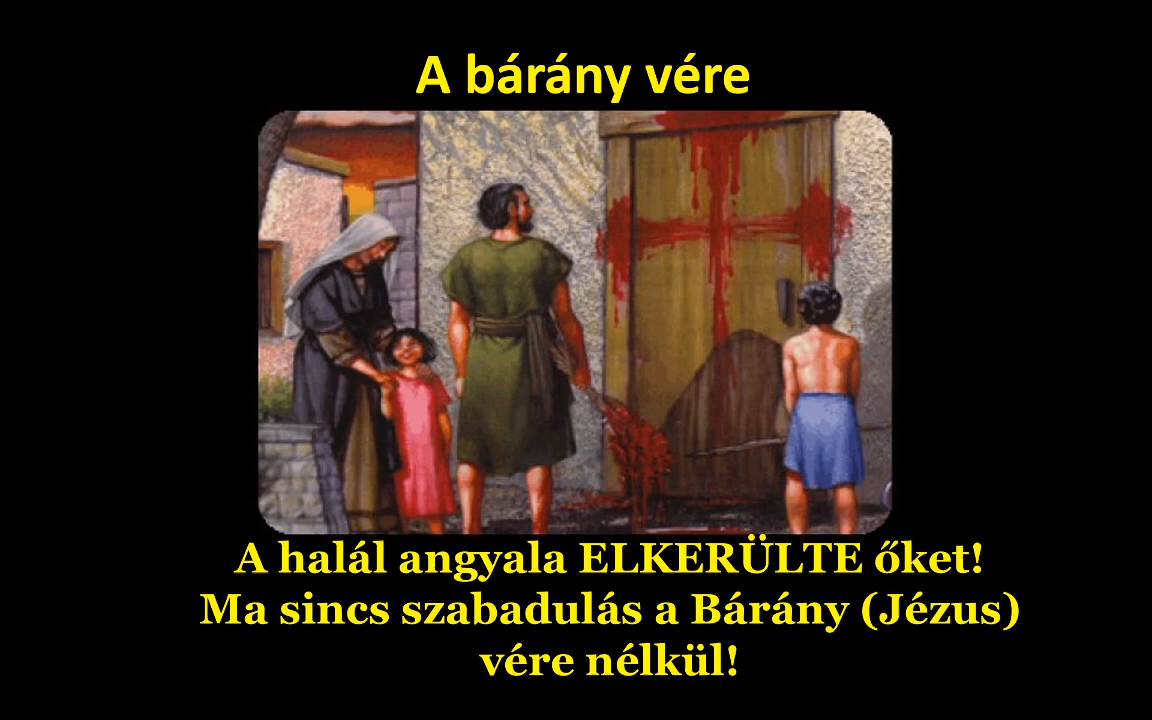 A bárány vére
A halál angyala ELKERÜLTE őket!
Ma sincs szabadulás a Bárány (Jézus)
vére nélkül!